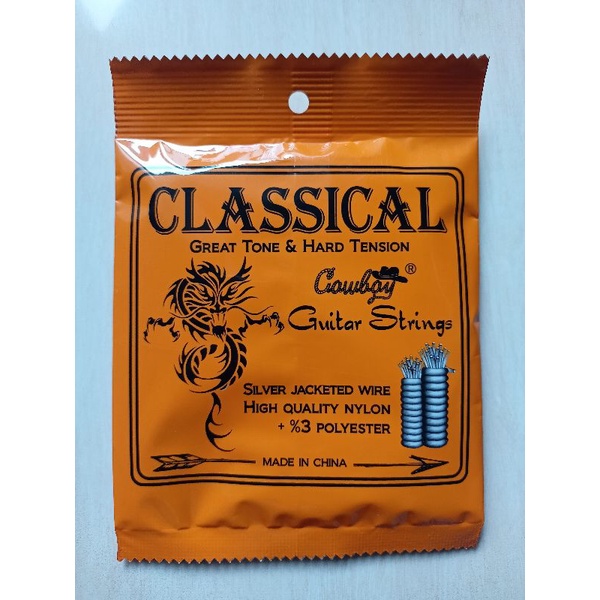 CLASSICAL
GREAT TONE & HARD TENSION
Cowboy ®
Guitar Strings
SILVER JACKETED WIRE
HIGH QUALITY NYLON
+ %3 POLYESTER
MADE IN CHINA